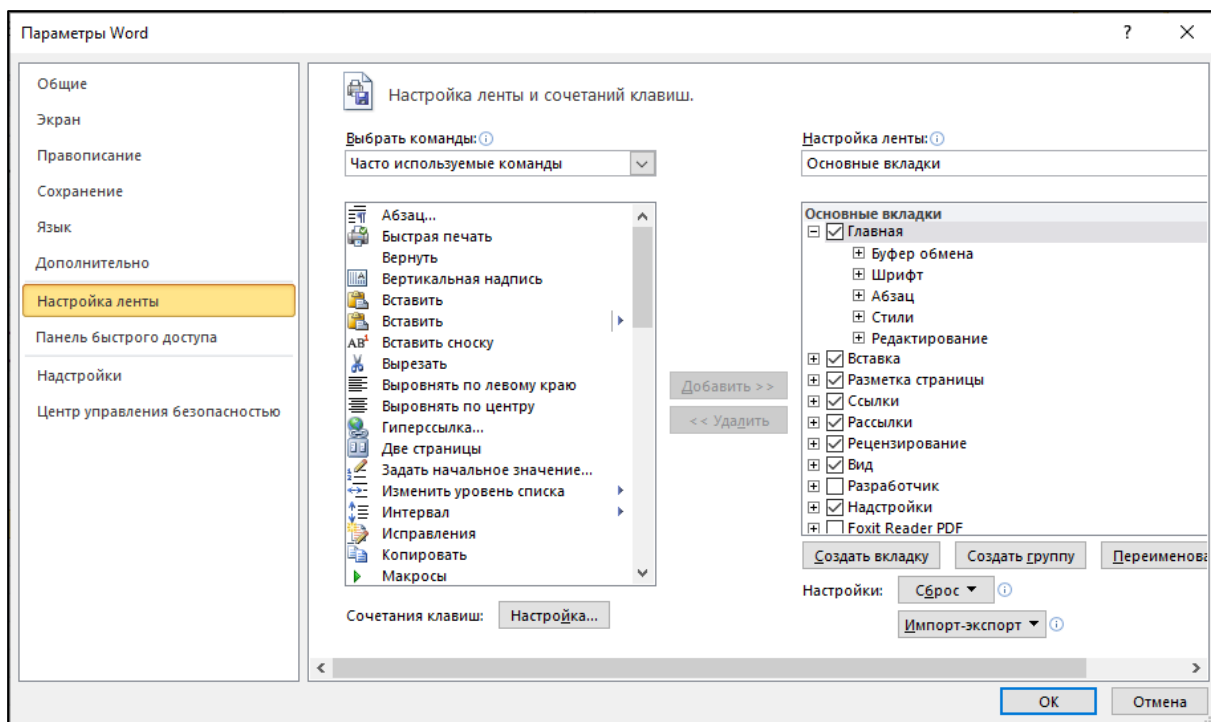 Параметры Word
?
Общие
Экран
Правописание
Сохранение
Язык
Дополнительно
Настройка ленты
Панель быстрого доступа
Надстройки
Центр управления безопасностью
Настройка ленты и сочетаний клавиш.
Выбрать команды:
Часто используемые команды
Абзац...
Быстрая печать
Вернуть
Вертикальная надпись
Вставить
Вставить
Вставить сноску
Вырезать
Выровнять по левому краю
Выровнять по центру
Гиперссылка...
Две страницы
Задать начальное значение...
Изменить уровень списка
Интервал
Исправления
Копировать
Макросы
Сочетания клавиш: Настройка...
Добавить >>
<< Удалить
Настройка ленты:
Основные вкладки
Основные вкладки
Главная
Буфер обмена
Шрифт
Абзац
Стили
Редактирование
Вставка
Разметка страницы
Ссылки
Рассылки
Рецензирование
Вид
Разработчик
Надстройки
Foxit Reader PDF
Создать вкладку Создать группу Переименова
Настройки: Сброс
Импорт-экспорт
ОК Отмена